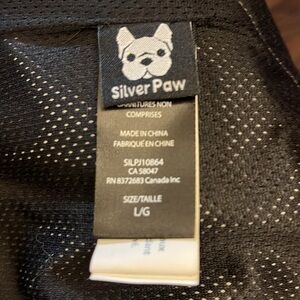 Silver Paw
GARNITURES NON
COMPRISES
MADE IN CHINA
FABRIQUÉ EN CHINE
SILPJ10864
CA 58047
RN 8372683 Canada Inc
SIZE/TAILLE
L/G